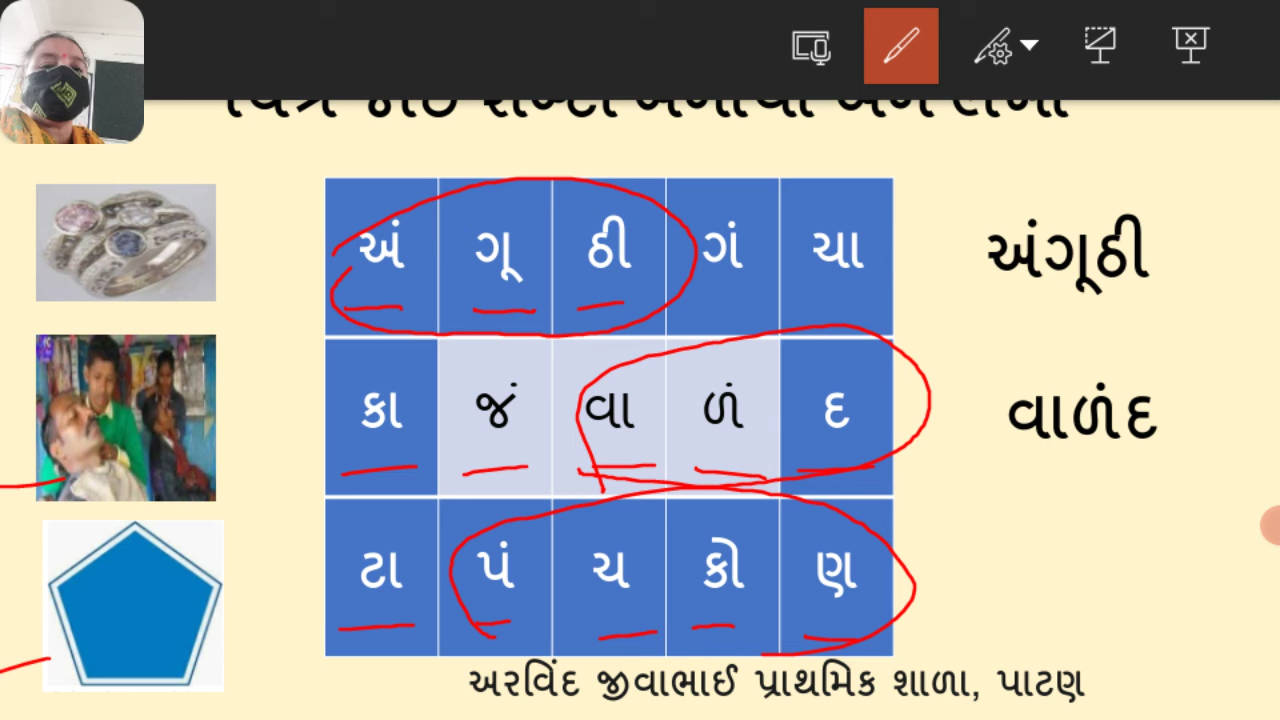 અં ગૂ ઠી ગં ચા
અંગૂઠી
કા જં વા ળં દ
વાળંદ
ટા પં ચ કો ણ
અરવિંદ જીવાભાઈ પ્રાથમિક શાળા, પાટણ